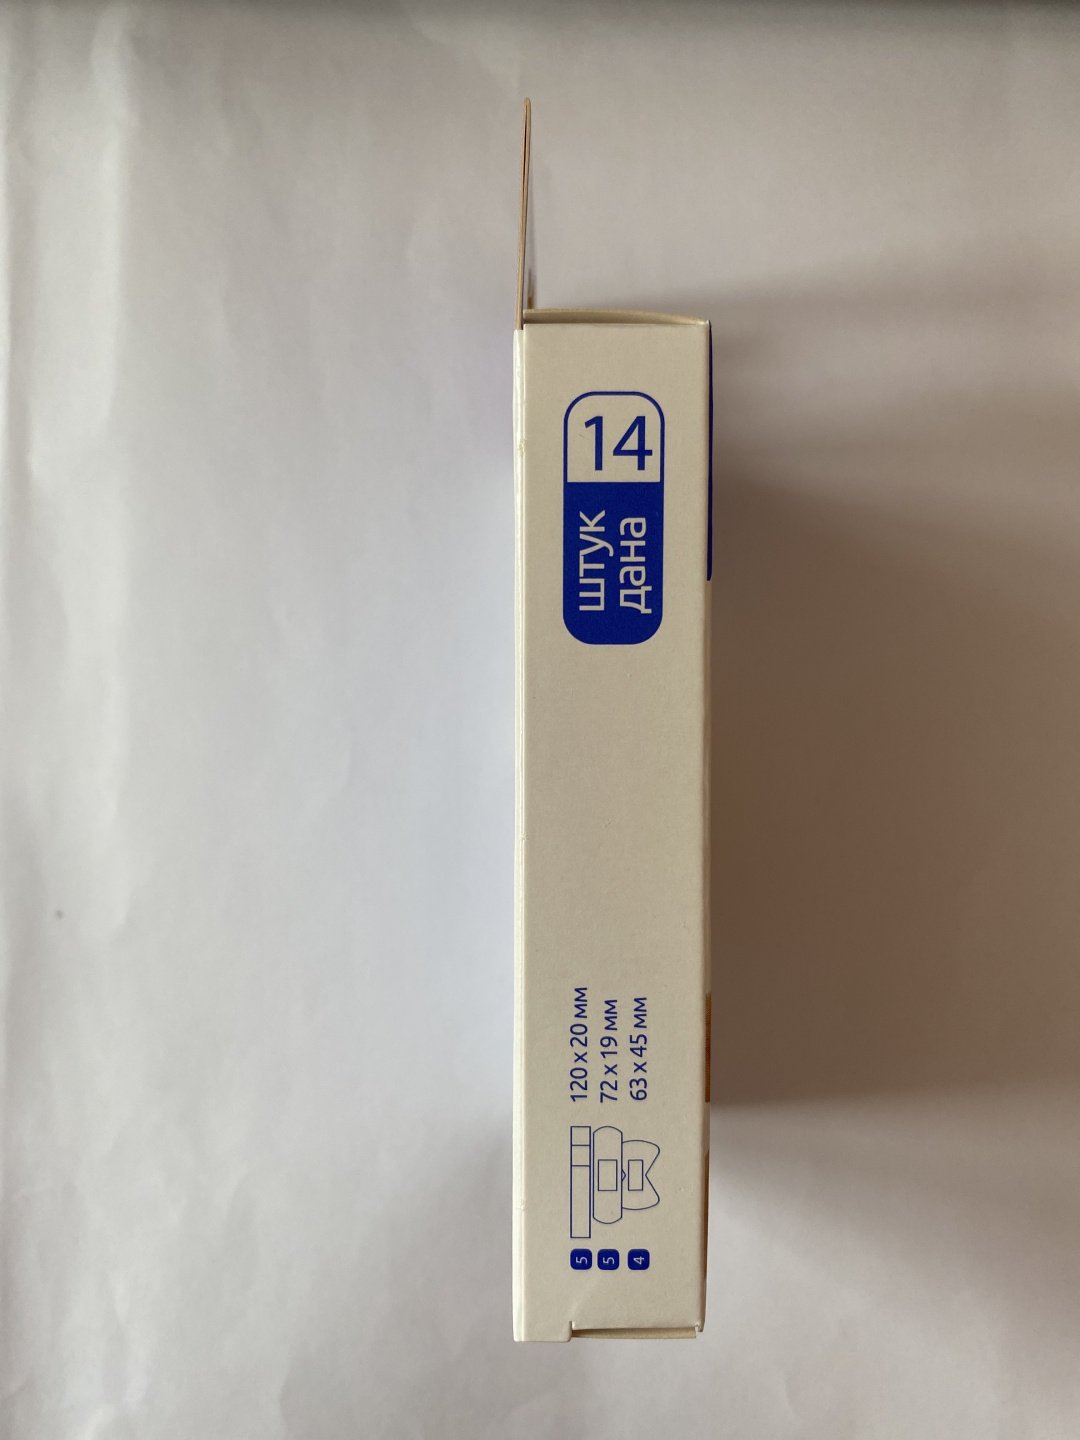 14
штук
дана
5 120 x 20 мм
5 72 x 19 мм
4 63 x 45 мм